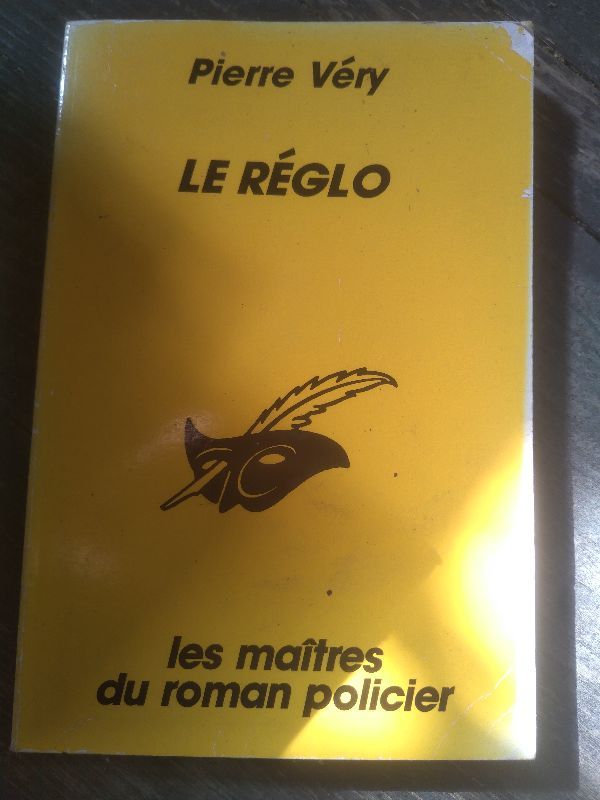 Pierre Véry
LE RÉGLO
les maîtres
du roman policier